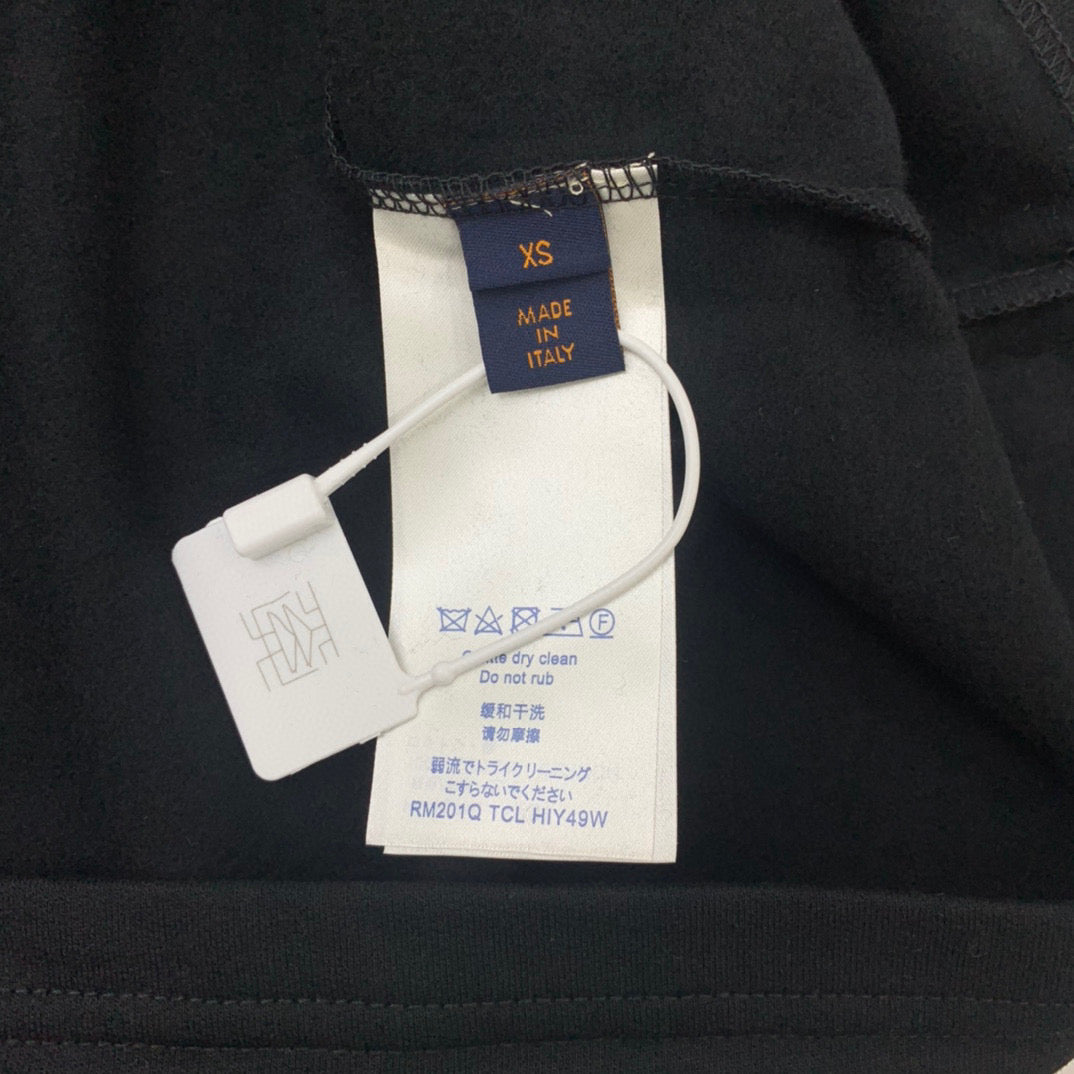 XS
MADE
IN
ITALY
F
dry clean
Do not rub
缓和干洗
请勿摩擦
弱流でトライクリーニング
こすらないでください
RM201Q TCL HIY49W